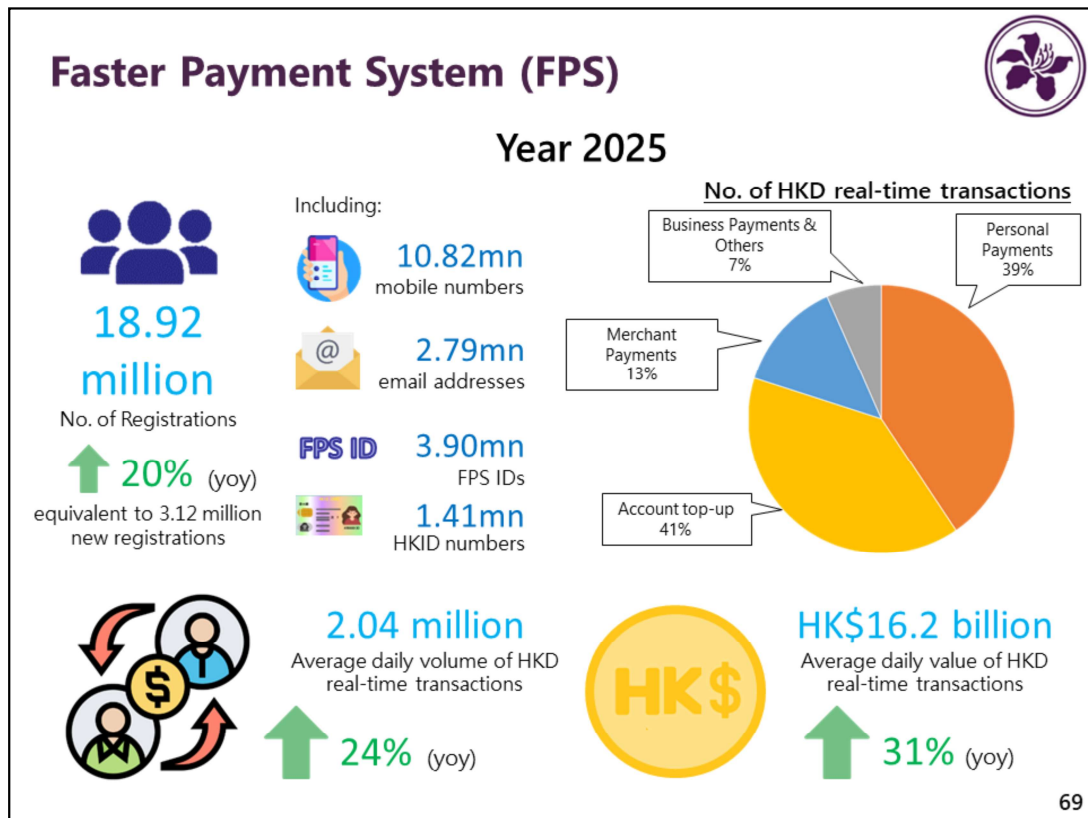 Faster Payment System (FPS)
Year 2025
18.92
million
No. of Registrations
20% (yoy)
equivalent to 3.12 million
new registrations
Including:
10.82mn
mobile numbers
@
2.79mn
email addresses
FPS ID
3.90mn
FPS IDs
1.41mn
HKID numbers
No. of HKD real-time transactions
Business Payments &
Others
7%
Personal
Payments
39%
Merchant
Payments
13%
Account top-up
41%
$
2.04 million
Average daily volume of HKD
real-time transactions
24% (yoy)
HK$
HK$16.2 billion
Average daily value of HKD
real-time transactions
31% (yoy)
69